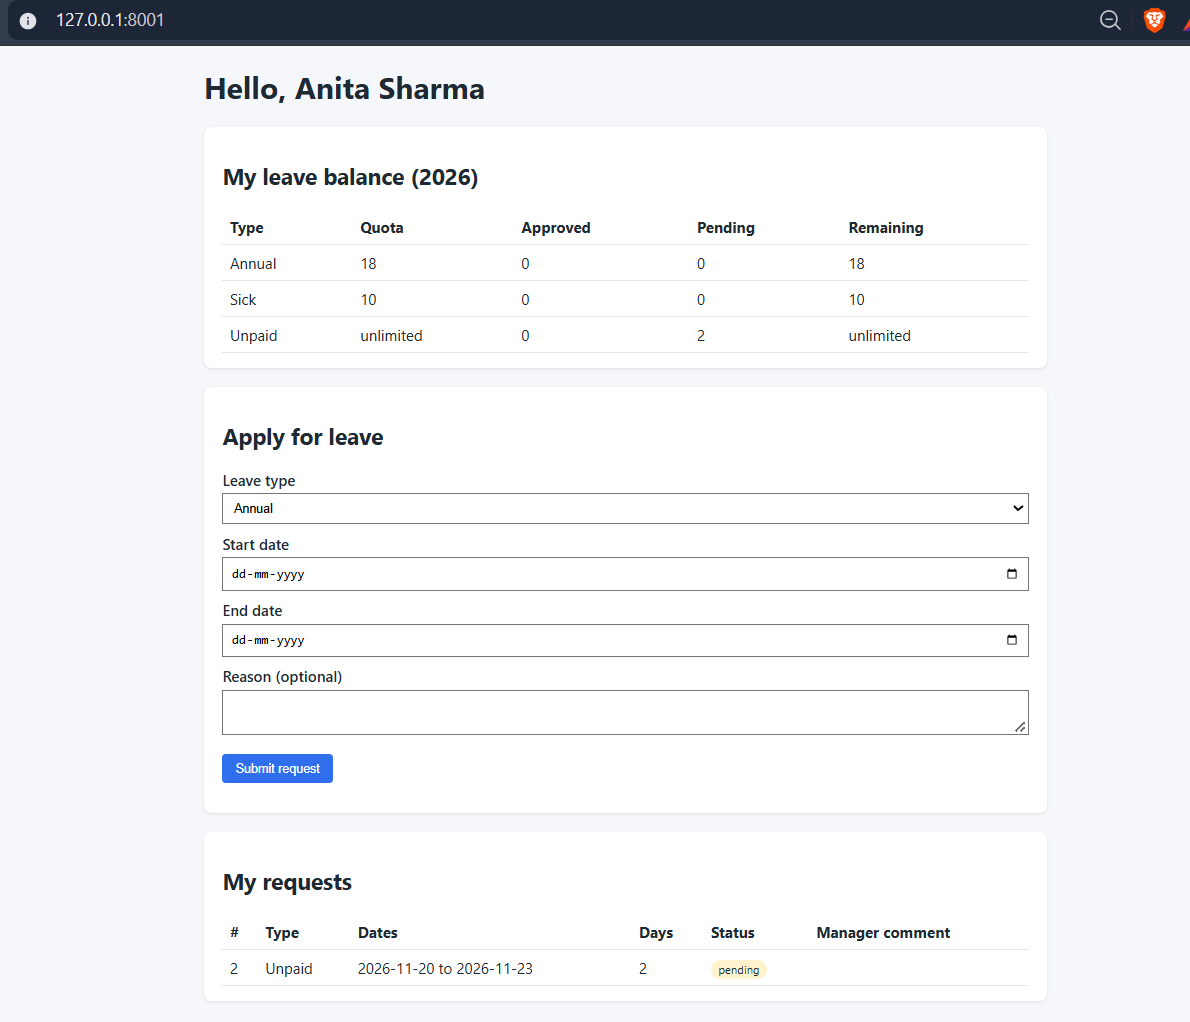 127.0.0.1:8001
Hello, Anita Sharma
My leave balance (2026)
Type Quota Approved Pending Remaining
Annual 18 0 0 18
Sick 10 0 0 10
Unpaid unlimited 0 2 unlimited
Apply for leave
Leave type
Annual
Start date
dd-mm-yyyy
End date
dd-mm-yyyy
Reason (optional)
Submit request
My requests
# Type Dates Days Status Manager comment
2 Unpaid 2026-11-20 to 2026-11-23 2 pending